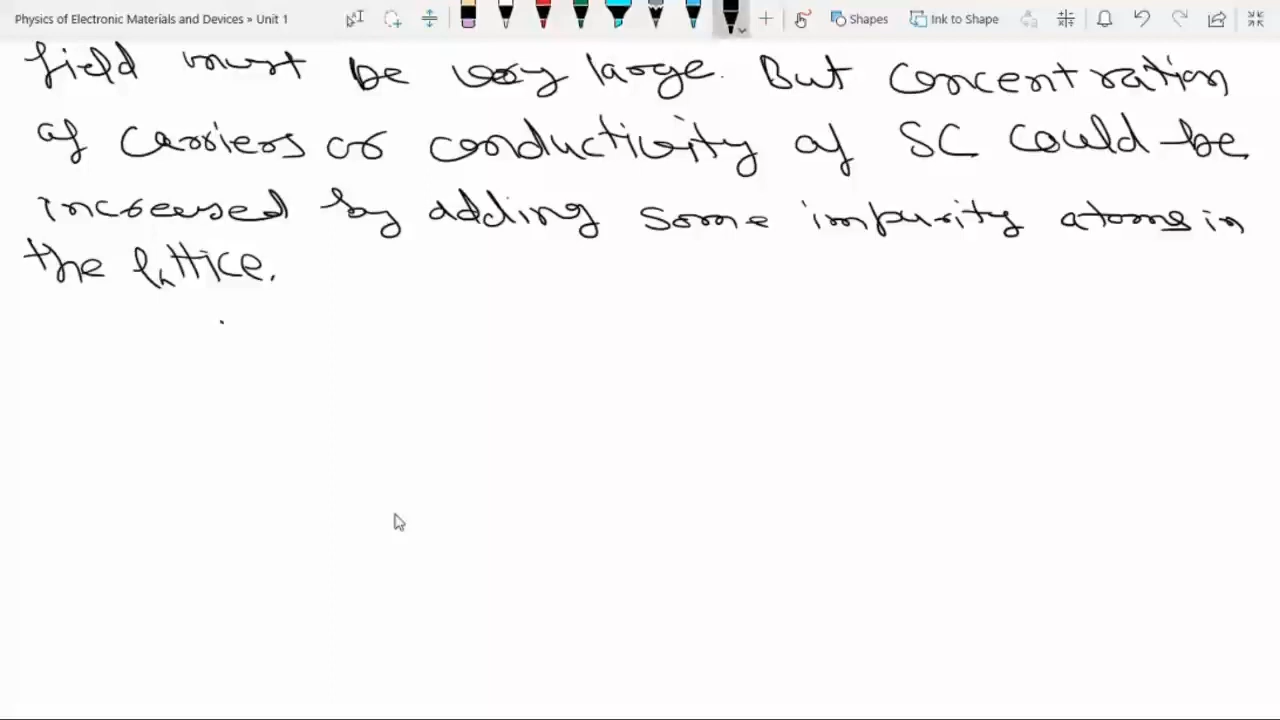 Physics of Electronic Materials and Devices » Unit 1
Shapes
Ink to Shape
field must be very large. But concentration
of carriers or conductivity of SC could be
increased by adding some impurity atoms in
the lattice.